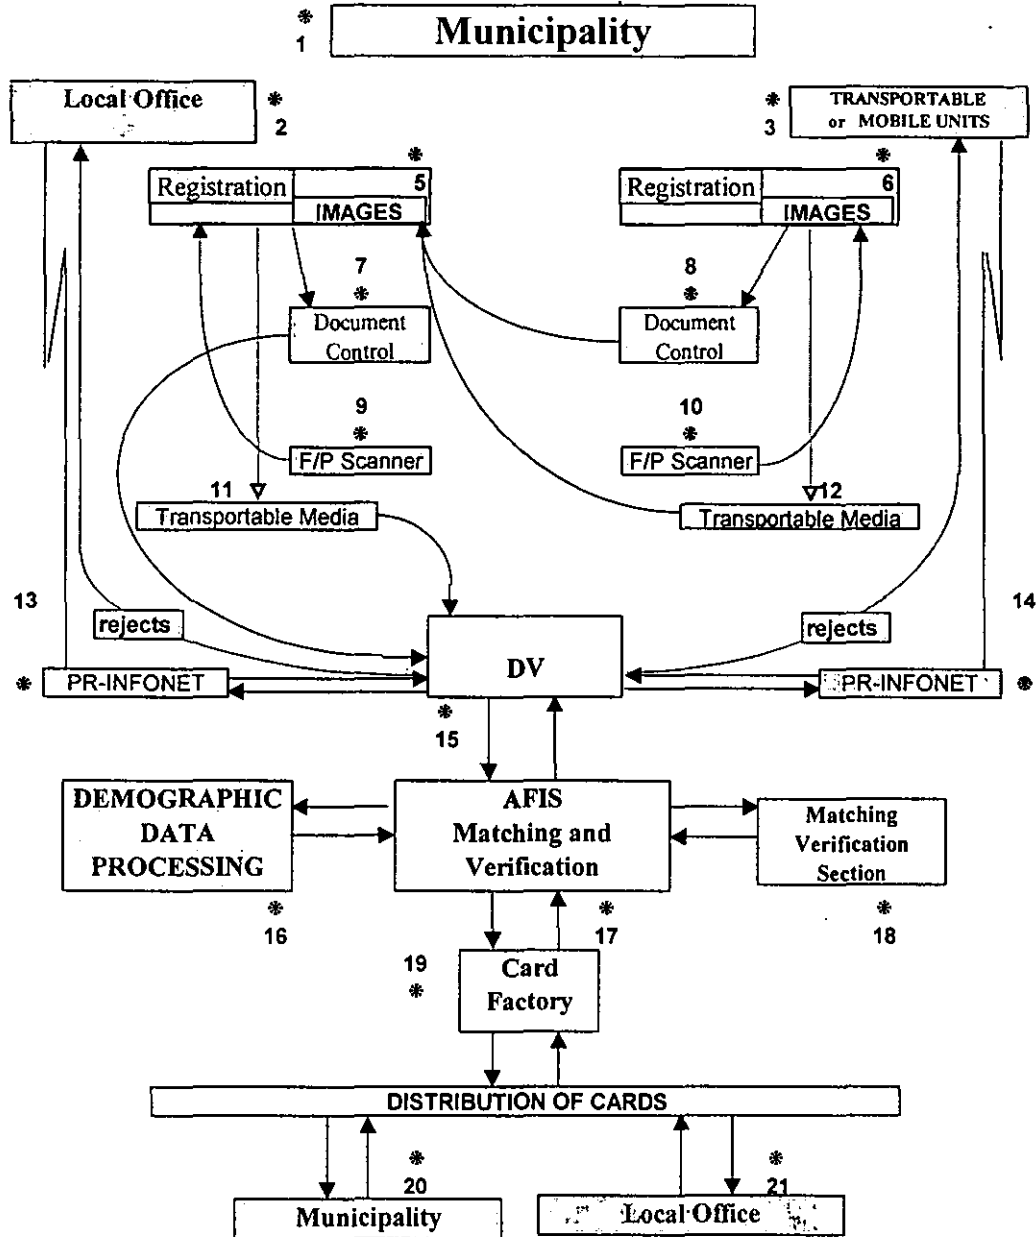 * Municipality
1
Local Office
*
2
*
3
TRANSPORTABLE
or MOBILE UNITS
*
Registration 5
IMAGES
*
Registration 6
IMAGES
7
*
Document
Control
8
*
Document
Control
9
*
F/P Scanner
10
*
F/P Scanner
11
Transportable Media
12
Transportable Media
13
14
rejects
rejects
DV
* PR-INFONET
PR-INFONET *
*
15
DEMOGRAPHIC
DATA
PROCESSING
AFIS
Matching and
Verification
Matching
Verification
Section
*
16
*
17
*
18
19
*
Card
Factory
DISTRIBUTION OF CARDS
*
20
*
21
Municipality
Local Office